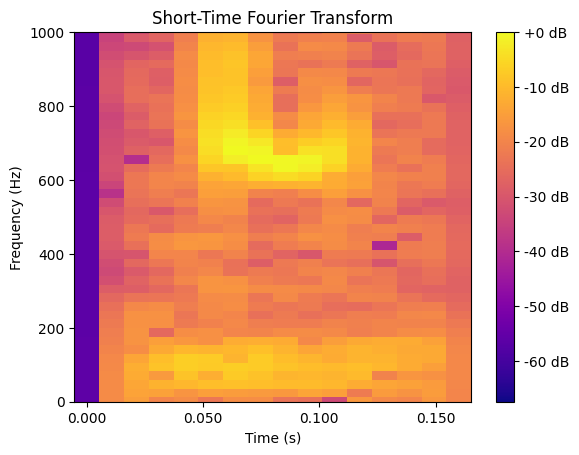 Short-Time Fourier Transform
1000
800
600
400
200
0
Frequency (Hz)
0.000
0.050
0.100
0.150
Time (s)
+0 dB
-10 dB
-20 dB
-30 dB
-40 dB
-50 dB
-60 dB